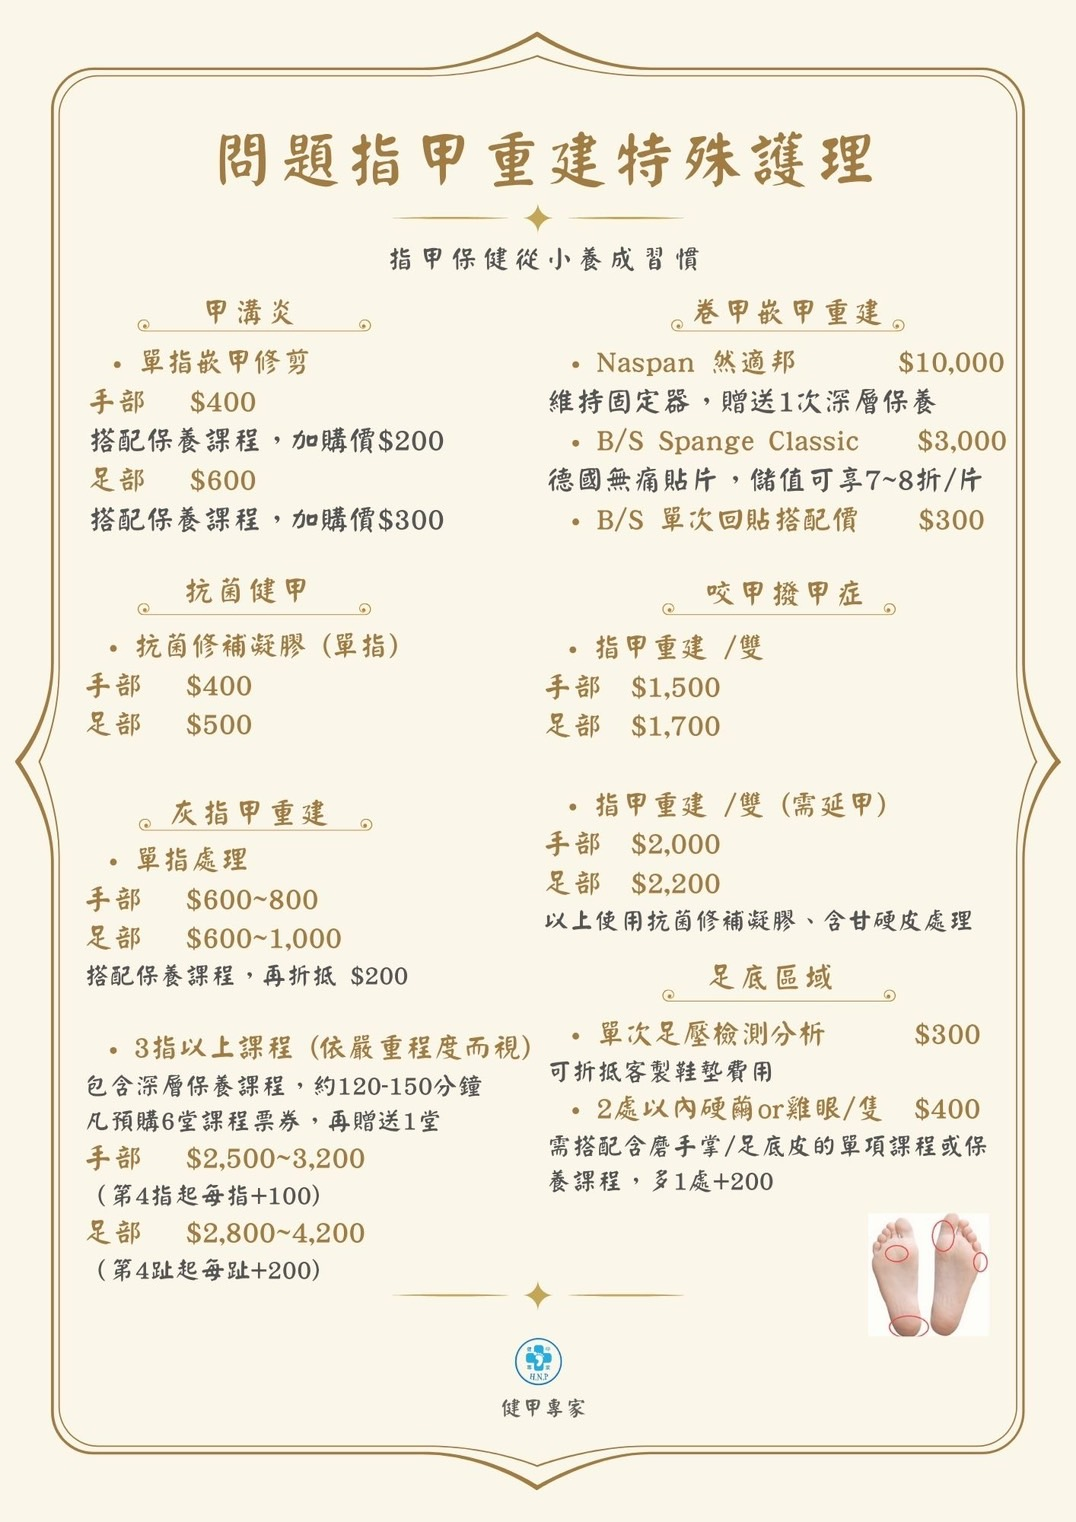 問題指甲重建特殊護理
指甲保健從小養成習慣
甲溝炎
• 單指嵌甲修剪
手部 $400
搭配保養課程，加購價$200
足部 $600
搭配保養課程，加購價$300
抗菌健甲
• 抗菌修補凝膠 (單指)
手部 $400
足部 $500
灰指甲重建
• 單指處理
手部 $600~800
足部 $600~1,000
搭配保養課程，再折抵 $200
• 3指以上課程 (依嚴重程度而視)
包含深層保養課程，約120-150分鐘
凡預購6堂課程票券，再贈送1堂
手部 $2,500~3,200
（第4指起每指+100)
足部 $2,800~4,200
（第4趾起每趾+200)
卷甲嵌甲重建
• Naspan 然適邦 $10,000
維持固定器，贈送1次深層保養
• B/S Spange Classic $3,000
德國無痛貼片，儲值可享7~8折/片
• B/S 單次回貼搭配價 $300
咬甲摳甲症
• 指甲重建 /雙
手部 $1,500
足部 $1,700
• 指甲重建 /雙 (需延甲)
手部 $2,000
足部 $2,200
以上使用抗菌修補凝膠、含甘硬皮處理
足底區域
• 單次足壓檢測分析 $300
可折抵客製鞋墊費用
• 2處以內硬繭or雞眼/隻 $400
需搭配含磨手掌/足底皮的單項課程或保
養課程，多1處+200
H.N.P
健甲專家